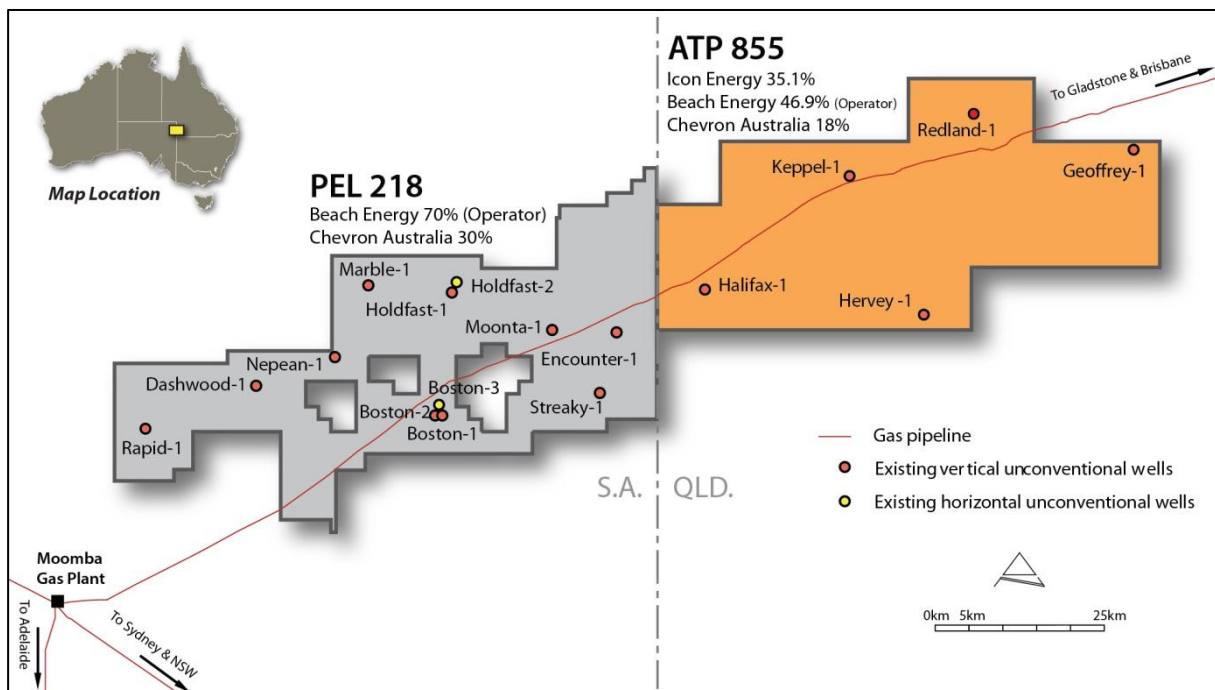 ATP 855
Icon Energy 35.1%
Beach Energy 46.9% (Operator)
Chevron Australia 18%
To Gladstone & Brisbane
Redland-1
Keppel-1
Geoffrey-1
Map Location
PEL 218
Beach Energy 70% (Operator)
Chevron Australia 30%
Marble-1
Holdfast-2
Holdfast-1
Halifax-1
Hervey -1
Moonta-1
Encounter-1
Nepean-1
Dashwood-1
Boston-3
Boston-2
Boston-1
Streaky-1
Rapid-1
S.A.
QLD.
Gas pipeline
Existing vertical unconventional wells
Existing horizontal unconventional wells
Moomba
Gas Plant
To Adelaide
To Sydney & NSW
0km 5km 25km